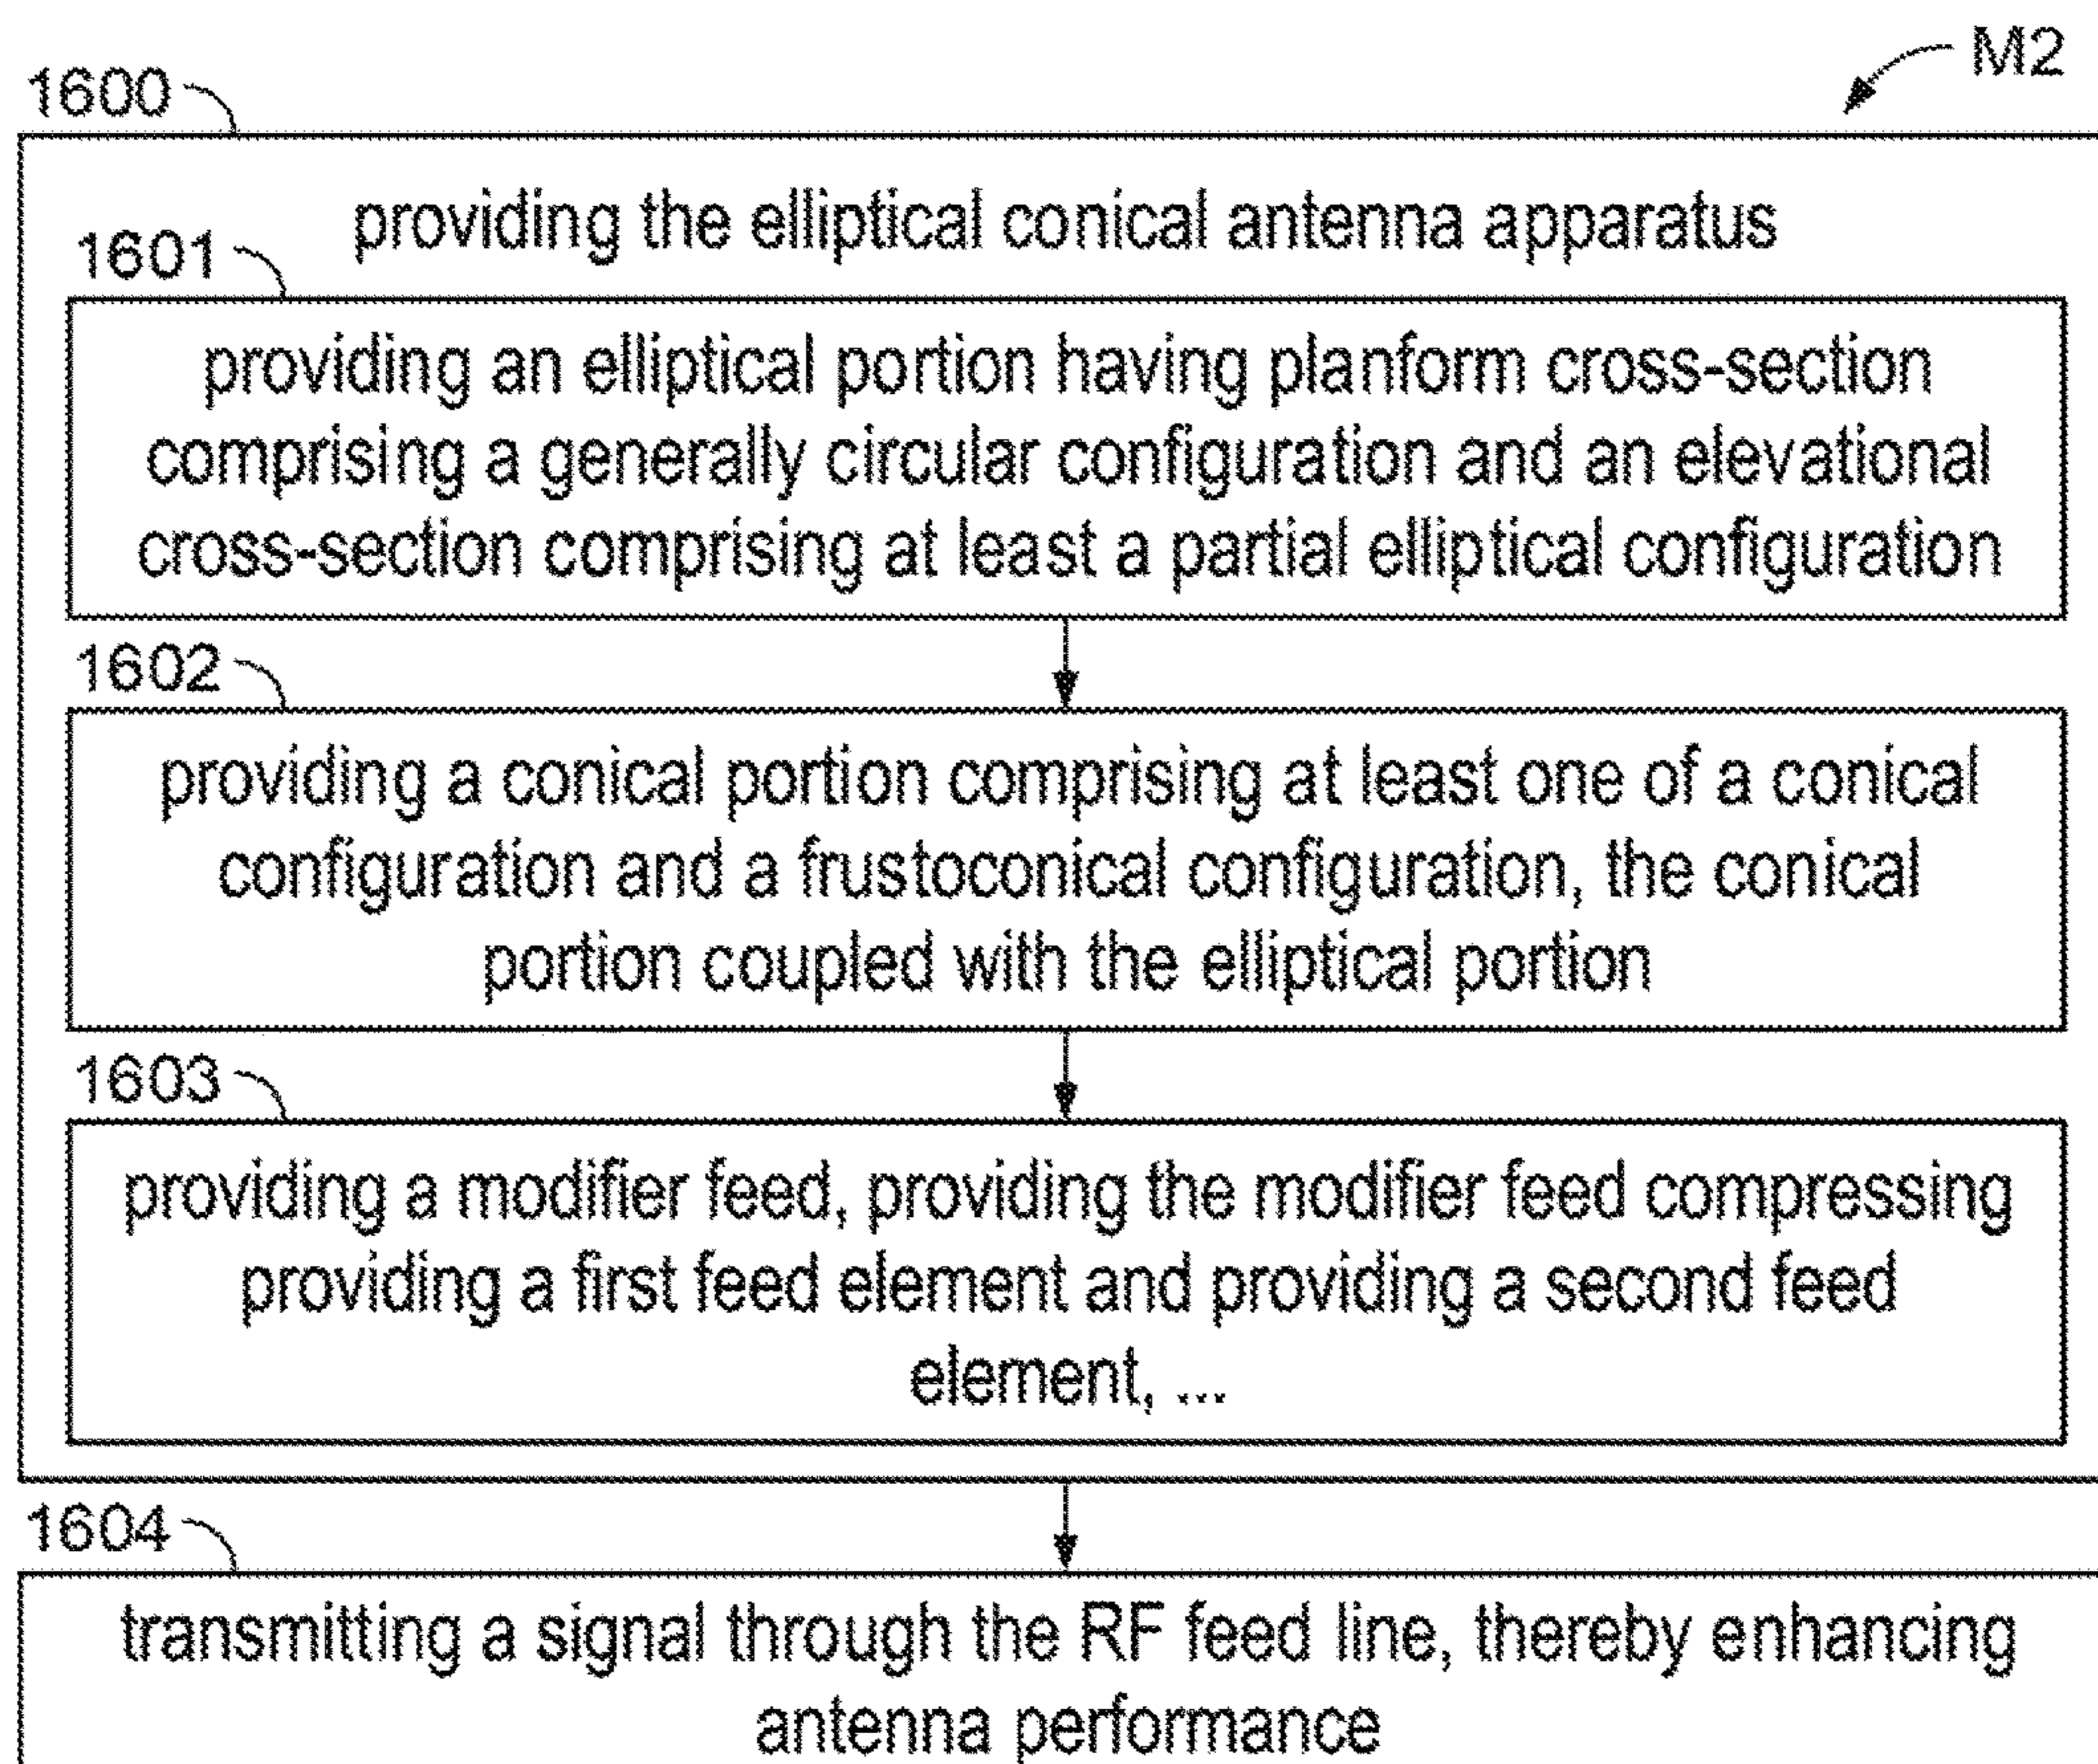 M2
1600
providing the elliptical conical antenna apparatus
1601
providing an elliptical portion having planform cross-section
comprising a generally circular configuration and an elevational
cross-section comprising at least a partial elliptical configuration
1602
providing a conical portion comprising at least one of a conical
configuration and a frustoconical configuration, the conical
portion coupled with the elliptical portion
1603
providing a modifier feed, providing the modifier feed compressing
providing a first feed element and providing a second feed
element, ...
1604
transmitting a signal through the RF feed line, thereby enhancing
antenna performance